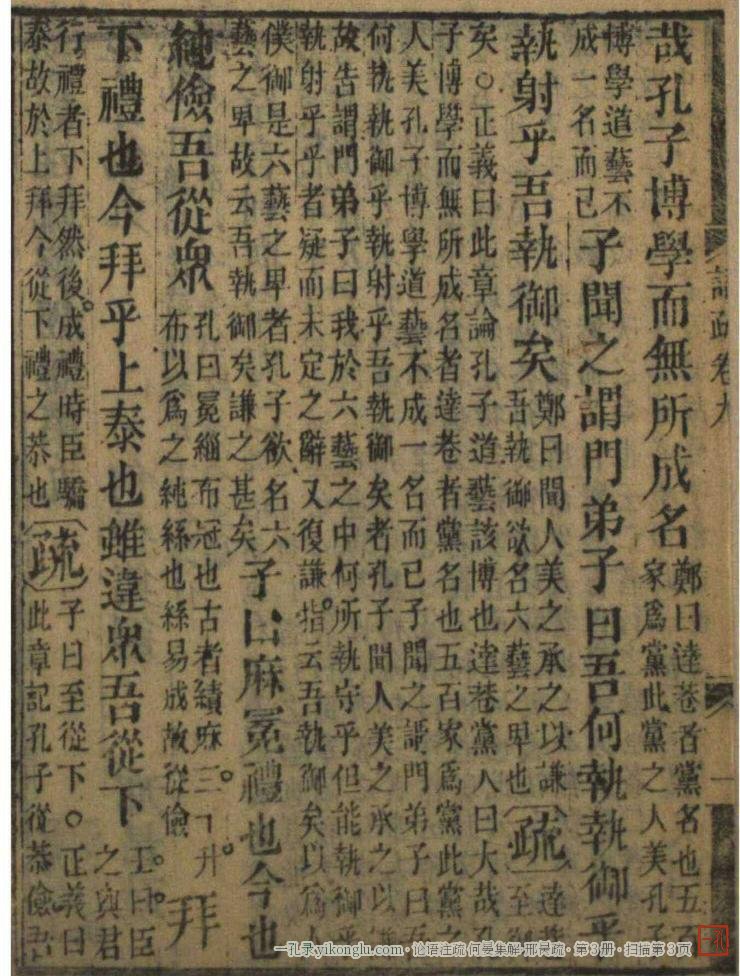 哉孔子博學而無所成名鄭曰達巷者黨名也五家爲黨此黨之人美孔子
博學道藝不成一名而已子聞之謂門弟子曰吾何執執御乎
執射乎吾執御矣鄭曰聞人美之承之以謙吾執御欲名六藝之卑也疏至
矣○正義曰此章論孔子道藝該博也達巷黨人曰大哉孔
子博學而無所成名者達巷者黨名也五百家爲黨此黨之
人美孔子博學道藝不成一名而已子聞之謂門弟子曰吾
何執執御乎執射乎吾執御矣者孔子聞人美之承之以
故告謂門弟子曰我於六藝之中何所執守乎但能執御
執射乎乎者疑而未定之辭又復謙指云吾執御矣以爲人
僕御是六藝之卑者孔子欲名六藝之卑故云吾執御矣謙之甚矣子曰麻冕禮也今也
純儉吾從眾孔曰冕緇布冠也古者績麻三十升布以爲之純絲也絲易成故從儉拜
下禮也今拜乎上泰也雖違眾吾從下王曰臣之與君
行禮者下拜然後成禮時臣驕泰故於上拜今從下禮之恭也疏子曰至從下○正義曰此章記孔子從恭儉吾
疏卷九
一
一孔录yikonglu.com·论语注疏·何晏集解·邢昺疏·第3册·扫描第3页
一孔